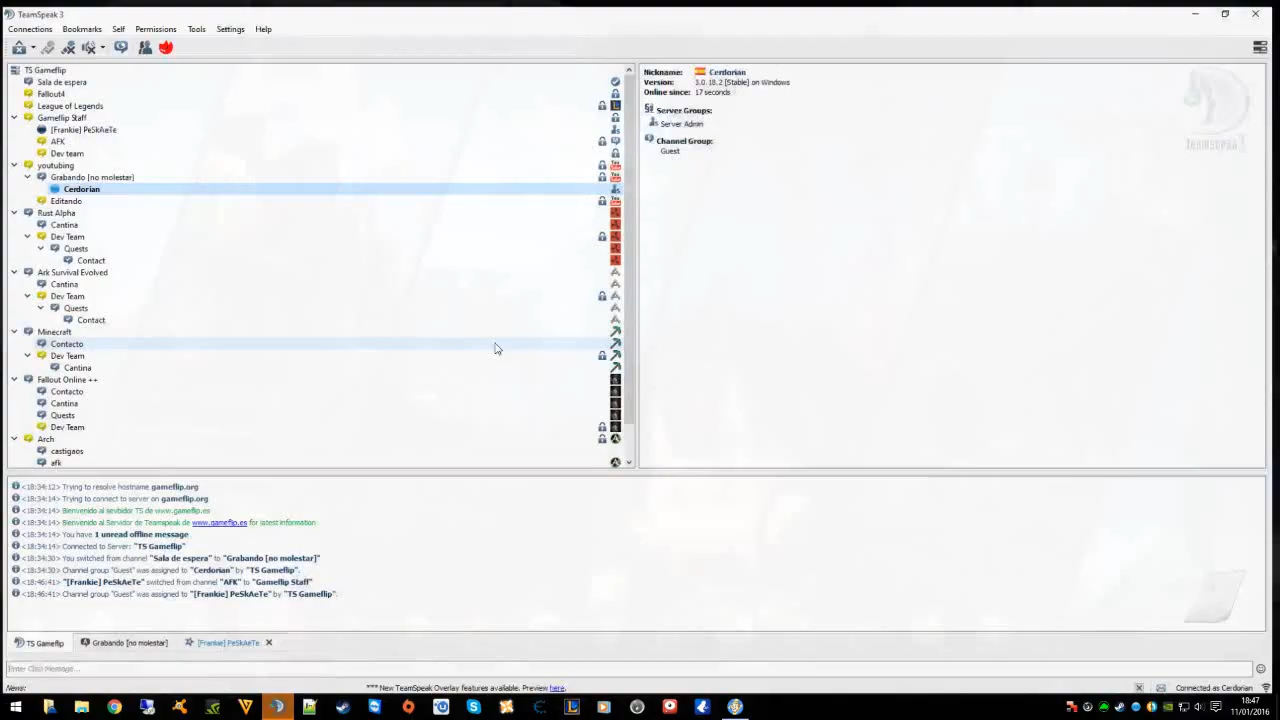 TeamSpeak 3
Connections Bookmarks Self Permissions Tools Settings Help
TS Gameflip
Sala de espera
Fallout4
League of Legends
Gameflip Staff
[Frankie] PeSkAeTe
AFK
Dev team
youtubing
Grabando [no molestar]
Cerdorian
Editando
Rust Alpha
Cantina
Dev Team
Quests
Contact
Ark Survival Evolved
Cantina
Dev Team
Quests
Contact
Minecraft
Contacto
Dev Team
Cantina
Fallout Online ++
Contacto
Cantina
Quests
Dev Team
Arch
castigaos
afk
Nickname: Cerdorian
Version: 3.0.18.2 [Stable] on Windows
Online since: 17 seconds
Server Groups:
Server Admin
Channel Group:
Guest
TEAMSPEAK
<18:34:12> Trying to resolve hostname gameflip.org
<18:34:14> Trying to connect to server on gameflip.org
<18:34:14> Bienvenido al sevbidor TS de www.gameflip.es
<18:34:14> Bienvenido al Servidor de Teamspeak de www.gameflip.es for latest information
<18:34:14> You have 1 unread offline message
<18:34:14> Connected to Server: "TS Gameflip"
<18:34:30> You switched from channel "Sala de espera" to "Grabando [no molestar]"
<18:34:30> Channel group "Guest" was assigned to "Cerdorian" by "TS Gameflip".
<18:46:41> "[Frankie] PeSkAeTe" switched from channel "AFK" to "Gameflip Staff"
<18:46:41> Channel group "Guest" was assigned to "[Frankie] PeSkAeTe" by "TS Gameflip".
TS Gameflip Grabando [no molestar] [Frankie] PeSkAeTe
Enter Chat Message...
News: *** New TeamSpeak Overlay features available. Preview here. Connected as Cerdorian
18:47
11/01/2016